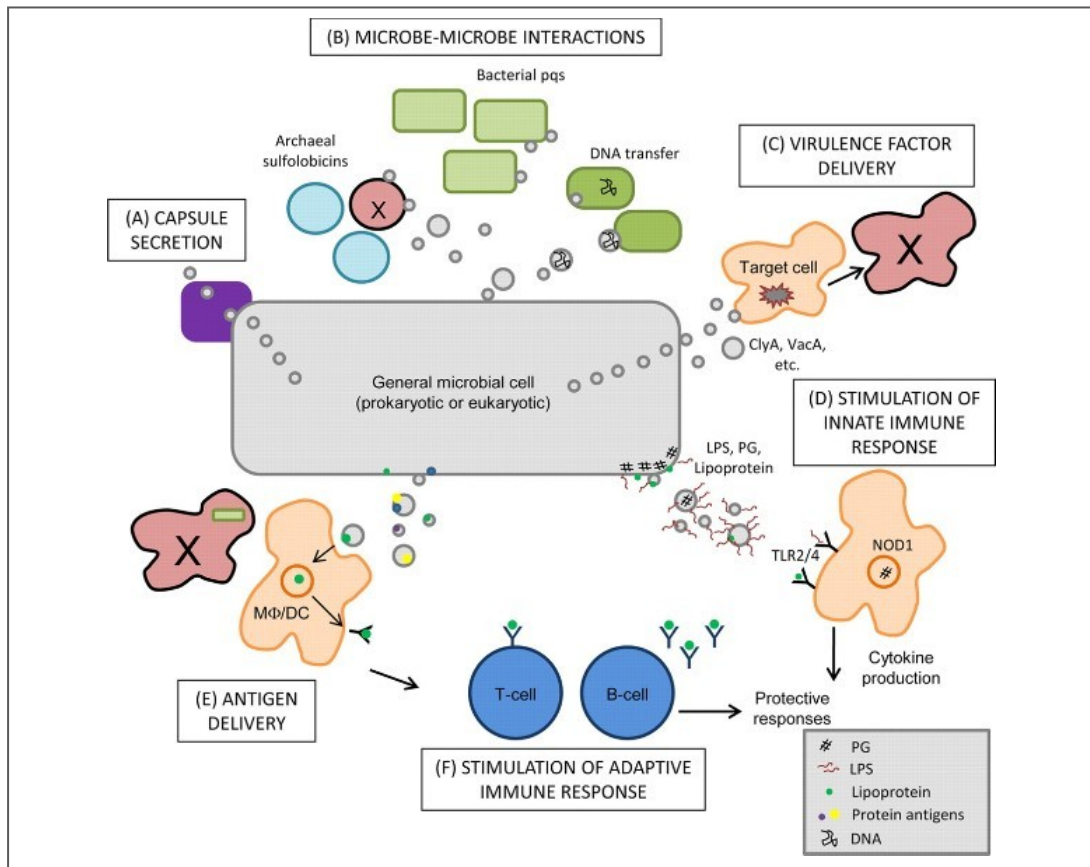 (B) MICROBE-MICROBE INTERACTIONS
Bacterial pqs
Archaeal
sulfolobicins
DNA transfer
(C) VIRULENCE FACTOR
DELIVERY
(A) CAPSULE
SECRETION
X
X
Target cell
ClyA, VacA,
etc.
General microbial cell
(prokaryotic or eukaryotic)
(D) STIMULATION OF
INNATE IMMUNE
RESPONSE
LPS, PG,
Lipoprotein
X
TLR2/4
NOD1
MΦ/DC
(E) ANTIGEN
DELIVERY
T-cell
B-cell
Cytokine
production
Protective
responses
(F) STIMULATION OF ADAPTIVE
IMMUNE RESPONSE
PG
LPS
Lipoprotein
Protein antigens
DNA